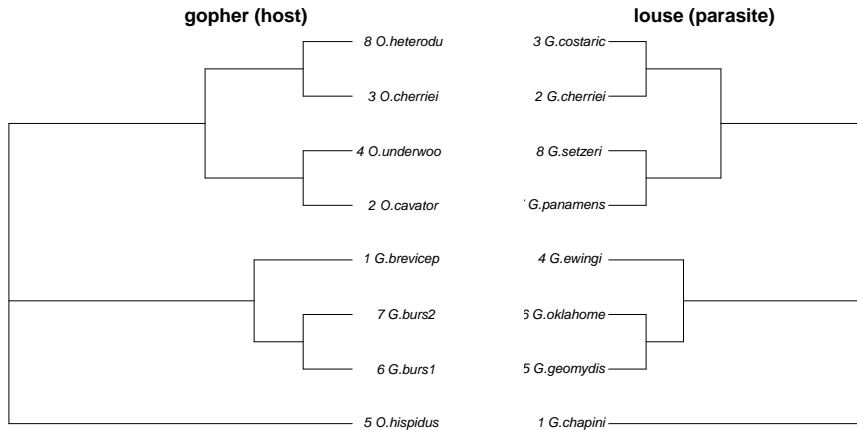 gopher (host)
louse (parasite)
8 O.heterodu
3 G.costaric
3 O.cherriei
2 G.cherriei
4 O.underwoo
8 G.setzeri
2 O.cavator
G.panamens
1 G.brevicep
4 G.ewingi
7 G.burs2
6 G.oklahome
6 G.burs1
5 G.geomydis
5 O.hispidus
1 G.chapini